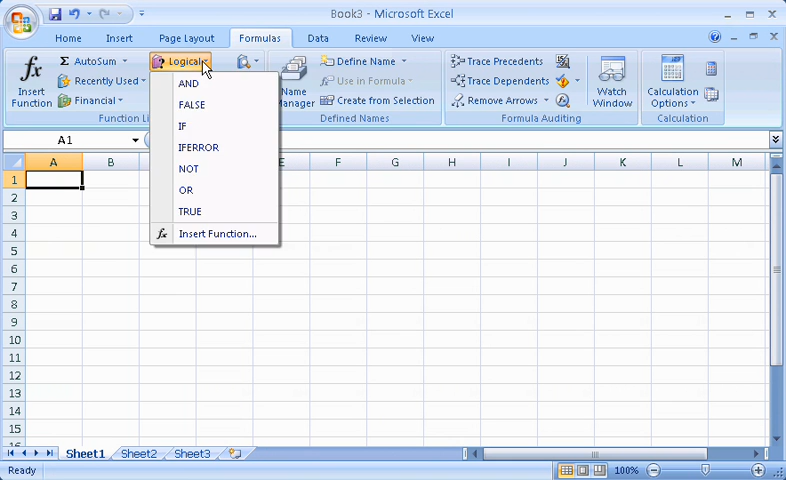 Book3 - Microsoft Excel
Home Insert Page Layout Formulas Data Review View
Insert Function
Σ AutoSum
Recently Used
Financial
Logical
AND
FALSE
IF
IFERROR
NOT
OR
TRUE
fx Insert Function...
Function Li
Name Manager
Define Name
Use in Formula
Create from Selection
Defined Names
Trace Precedents
Trace Dependents
Remove Arrows
Formula Auditing
Watch Window
Calculation Options
Calculation
A1
A B E F G H I J K L M
1
2
3
4
5
6
7
8
9
10
11
12
13
14
15
Sheet1 Sheet2 Sheet3
Ready 100%